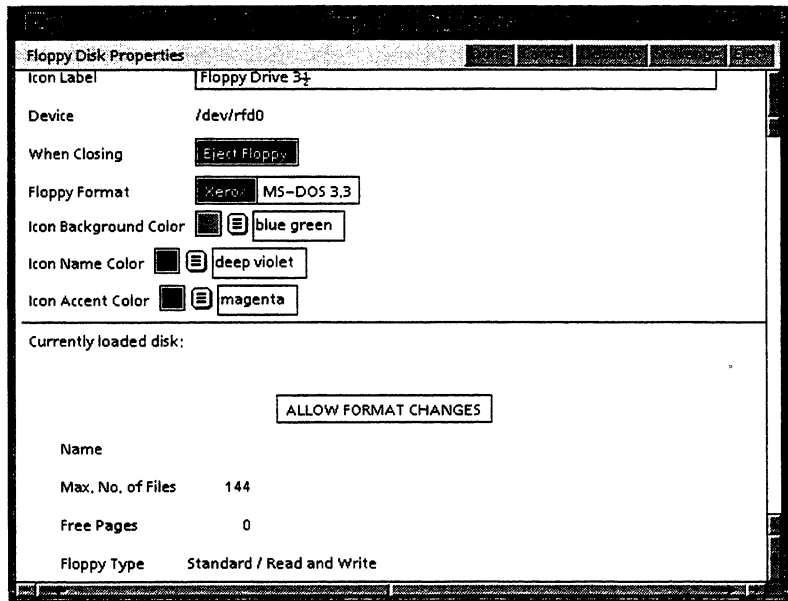 Floppy Disk Properties
Icon Label Floppy Drive 3½
Device /dev/rfd0
When Closing Eject Floppy
Floppy Format Xerox MS-DOS 3.3
Icon Background Color blue green
Icon Name Color deep violet
Icon Accent Color magenta
Currently loaded disk:
ALLOW FORMAT CHANGES
Name
Max. No. of Files 144
Free Pages 0
Floppy Type Standard / Read and Write